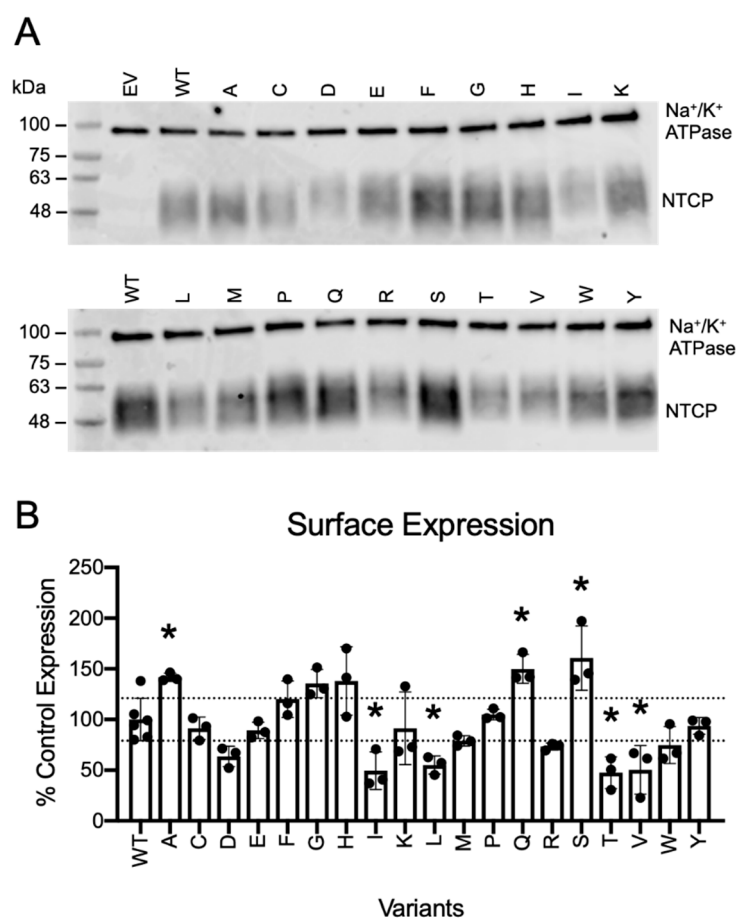 A
kDa EV WT A C D E F G H I K
Na⁺/K⁺
ATPase
100
75
63
48
NTCP
WT L M P Q R S T V W Y
Na⁺/K⁺
ATPase
100
75
63
48
NTCP
B
Surface Expression
% Control Expression
250
200
150
100
50
0
* * * * * * *
WT A C D E F G H I K L M P Q R S T V W Y
Variants